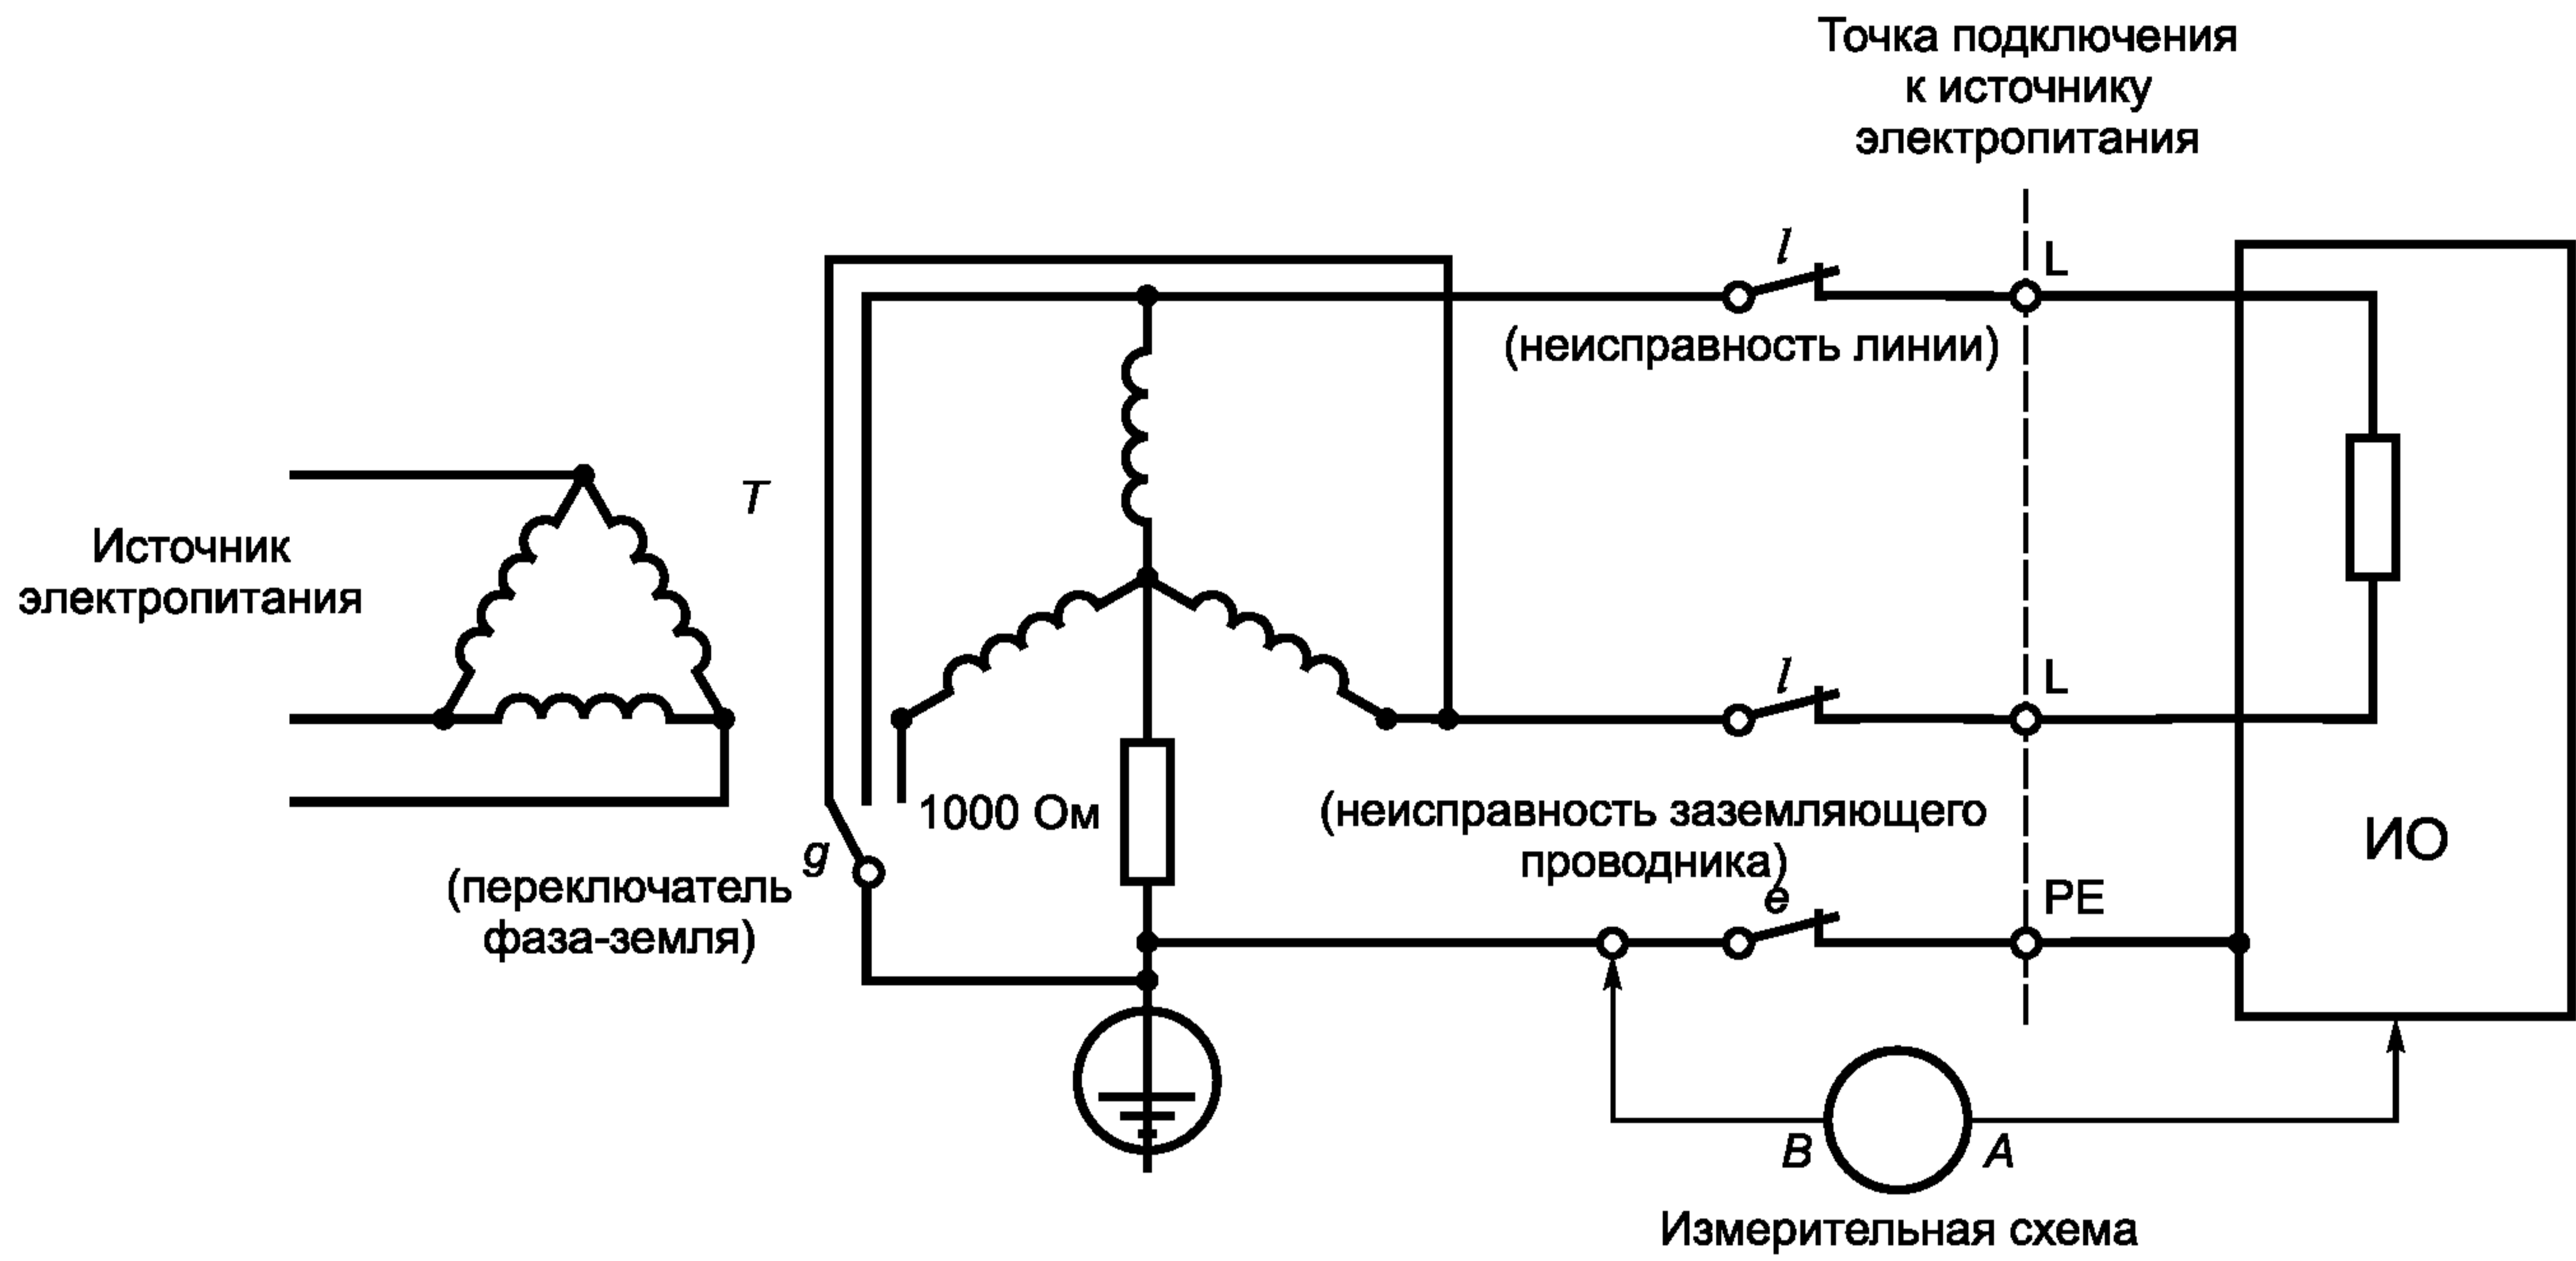 Точка подключения
к источнику
электропитания
l
L
(неисправность линии)
T
Источник
электропитания
l
L
1000 Ом
(неисправность заземляющего
проводника)
e
PE
ИО
g
(переключатель
фаза-земля)
B
A
Измерительная схема